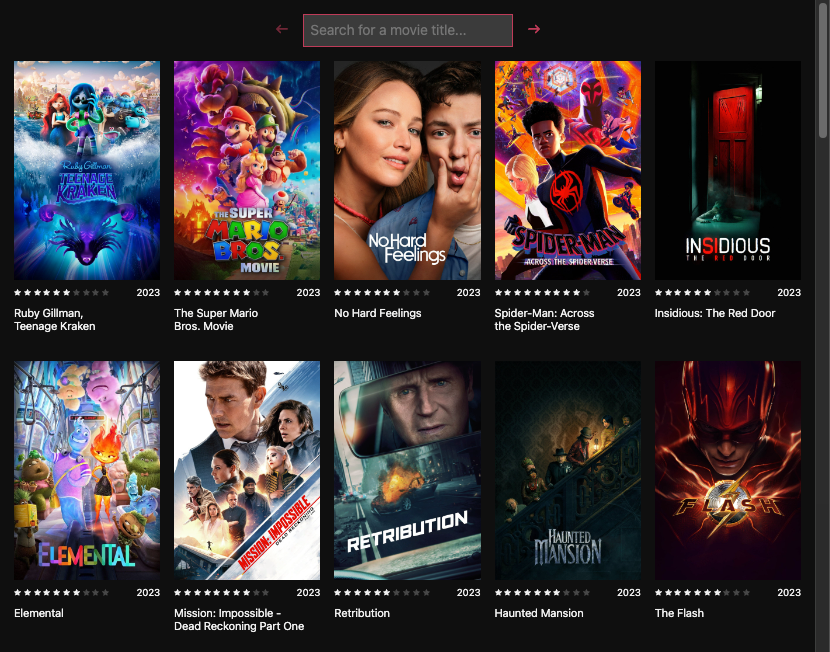 Search for a movie title...
Ruby Gillman
TEENAGE
KRAKEN
THE SUPER
MARIO
BROS.
MOVIE
No Hard
Feelings
SPIDER-MAN
ACROSS THE SPIDER-VERSE
INSIDIOUS
THE RED DOOR
2023
2023
2023
2023
2023
Ruby Gillman,
Teenage Kraken
The Super Mario
Bros. Movie
No Hard Feelings
Spider-Man: Across
the Spider-Verse
Insidious: The Red Door
ELEMENTAL
MISSION: IMPOSSIBLE
DEAD RECKONING
RETRIBUTION
HAUNTED
MANSION
FLASH
2023
2023
2023
2023
2023
Elemental
Mission: Impossible -
Dead Reckoning Part One
Retribution
Haunted Mansion
The Flash